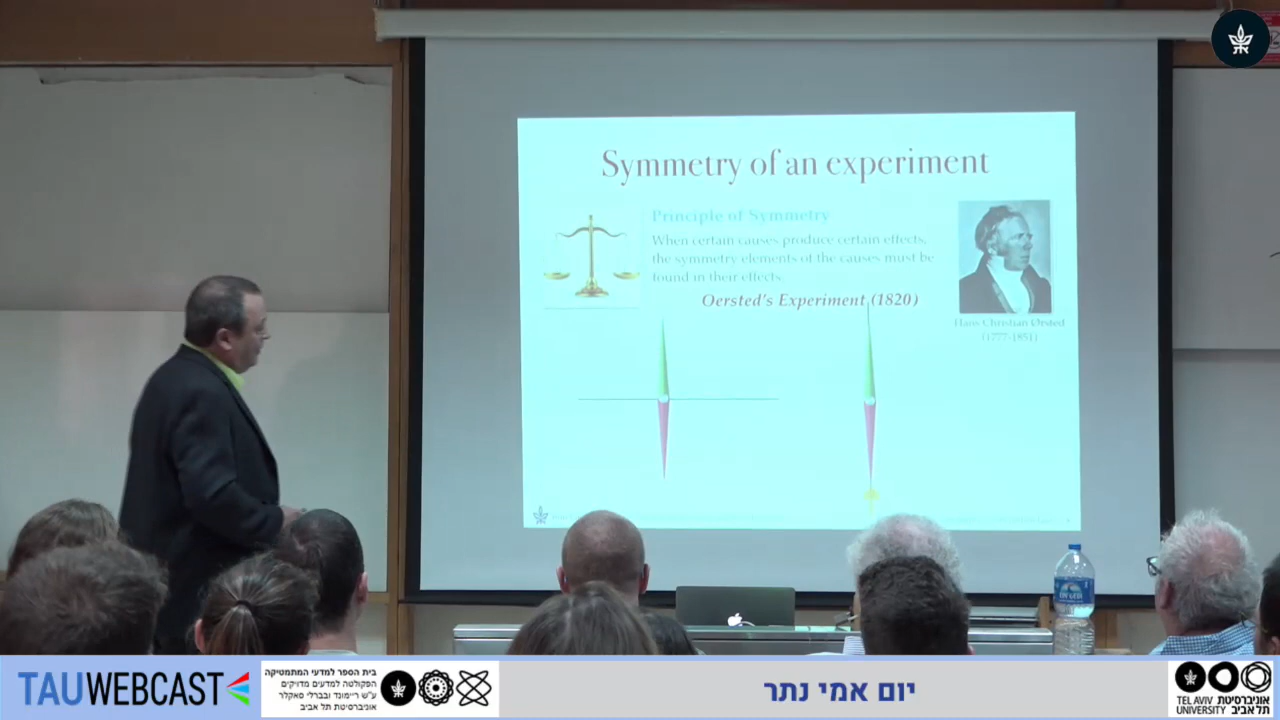 Symmetry of an experiment
Principle of Symmetry
When certain causes produce certain effects,
the symmetry elements of the causes must be
found in their effects
Oersted's Experiment (1820)
Hans Christian Ørsted
(1777-1851)
TAUWEBCAST
בית הספר למדעי המתמטיקה
הפקולטה למדעים מדויקים
ע"ש ריימונד ובברלי סאקלר
אוניברסיטת תל אביב
יום אמי נתר
TEL AVIV אוניברסיטת
UNIVERSITY תל אביב